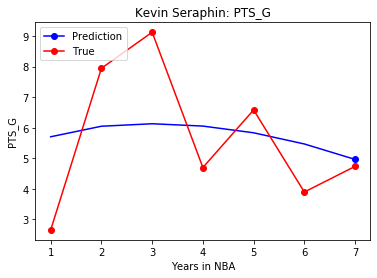 Kevin Seraphin: PTS_G
Prediction
True
PTS_G
9
8
7
6
5
4
3
1 2 3 4 5 6 7
Years in NBA